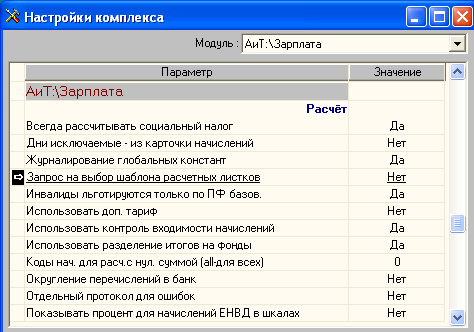 Настройки комплекса
Модуль : АиТ:\Зарплата
Параметр Значение
АиТ:\Зарплата
Расчёт
Всегда рассчитывать социальный налог Да
Дни исключаемые - из карточки начислений Нет
Журналирование глобальных констант Да
Запрос на выбор шаблона расчетных листков Нет
Инвалиды льготируются только по ПФ базов. Да
Использовать доп. тариф Нет
Использовать контроль входимости начислений Да
Использовать разделение итогов на фонды Да
Коды нач. для расч.с нул. суммой (all-для всех) 0
Округление перечислений в банк Нет
Отдельный протокол для ошибок Нет
Показывать процент для начислений ЕНВД в шкалах Нет